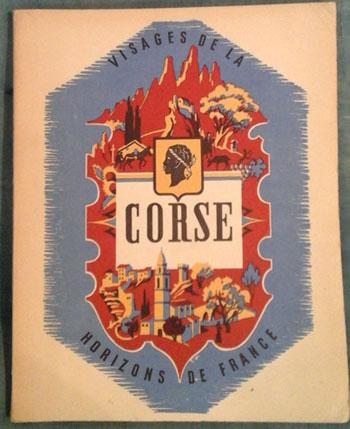 VISAGES DE LA
CORSE
HORIZONS DE FRANCE